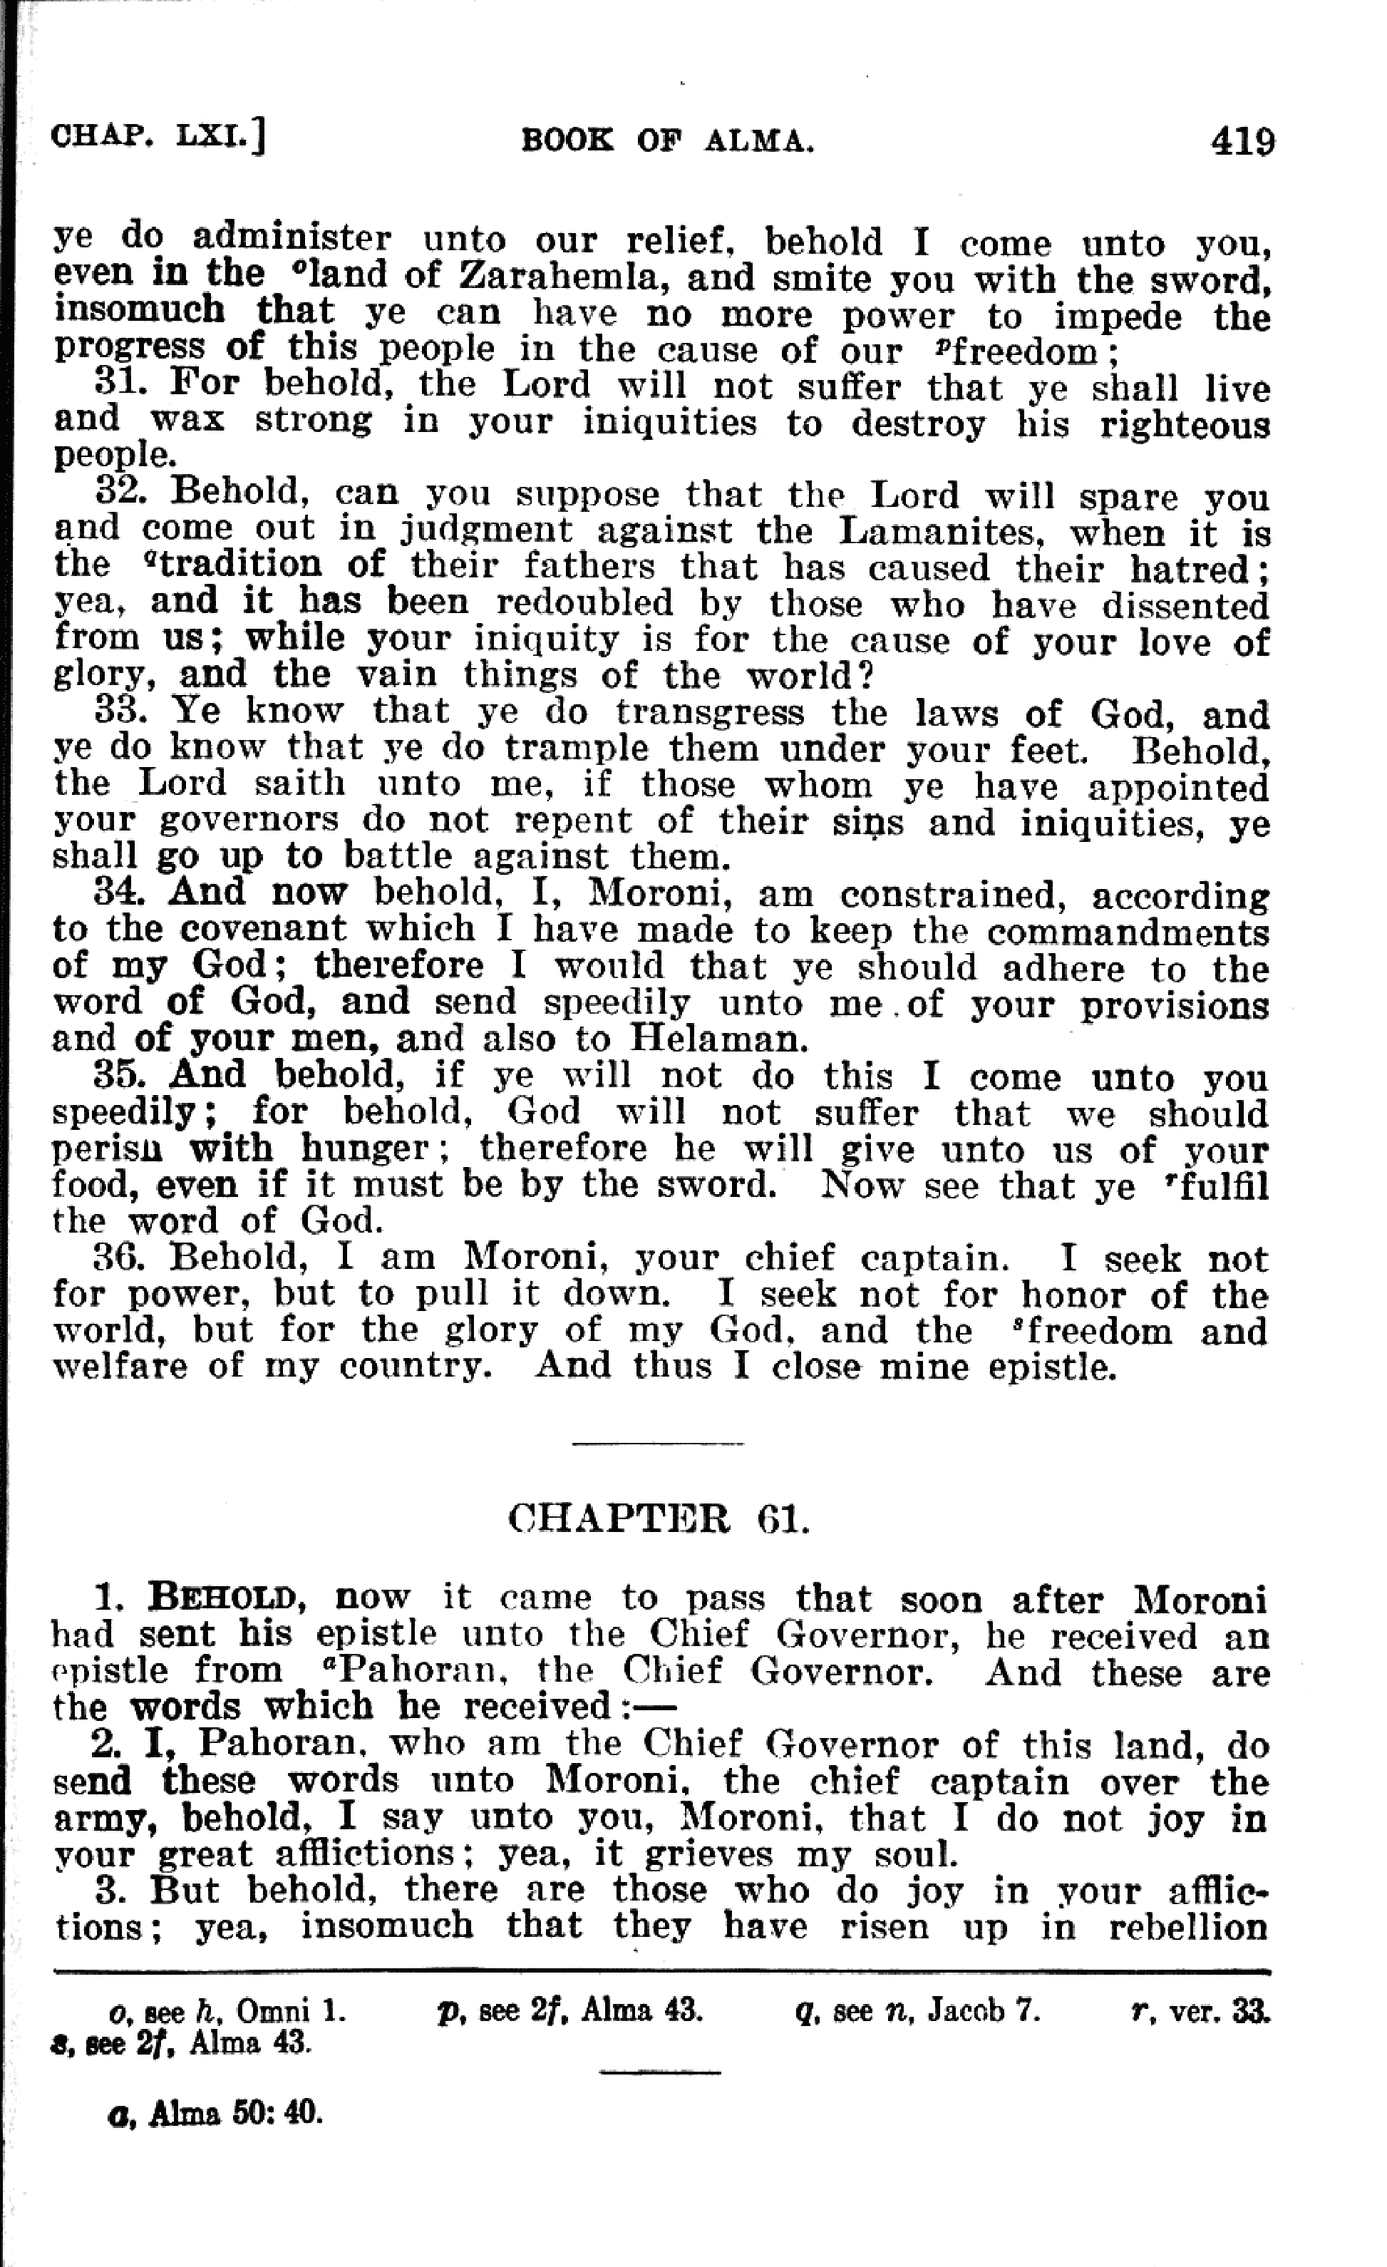 CHAP. LXI.] BOOK OF ALMA. 419
ye do administer unto our relief, behold I come unto you,
even in the ᵒland of Zarahemla, and smite you with the sword,
insomuch that ye can have no more power to impede the
progress of this people in the cause of our ᵖfreedom;
31. For behold, the Lord will not suffer that ye shall live
and wax strong in your iniquities to destroy his righteous
people.
32. Behold, can you suppose that the Lord will spare you
and come out in judgment against the Lamanites, when it is
the qtradition of their fathers that has caused their hatred;
yea, and it has been redoubled by those who have dissented
from us; while your iniquity is for the cause of your love of
glory, and the vain things of the world?
33. Ye know that ye do transgress the laws of God, and
ye do know that ye do trample them under your feet. Behold,
the Lord saith unto me, if those whom ye have appointed
your governors do not repent of their sins and iniquities, ye
shall go up to battle against them.
34. And now behold, I, Moroni, am constrained, according
to the covenant which I have made to keep the commandments
of my God; therefore I would that ye should adhere to the
word of God, and send speedily unto me of your provisions
and of your men, and also to Helaman.
35. And behold, if ye will not do this I come unto you
speedily; for behold, God will not suffer that we should
perish with hunger; therefore he will give unto us of your
food, even if it must be by the sword. Now see that ye ʳfulfil
the word of God.
36. Behold, I am Moroni, your chief captain. I seek not
for power, but to pull it down. I seek not for honor of the
world, but for the glory of my God, and the ˢfreedom and
welfare of my country. And thus I close mine epistle.
CHAPTER 61.
1. BEHOLD, now it came to pass that soon after Moroni
had sent his epistle unto the Chief Governor, he received an
epistle from ᵃPahoran, the Chief Governor. And these are
the words which he received:—
2. I, Pahoran, who am the Chief Governor of this land, do
send these words unto Moroni, the chief captain over the
army, behold, I say unto you, Moroni, that I do not joy in
your great afflictions; yea, it grieves my soul.
3. But behold, there are those who do joy in your afflic-
tions; yea, insomuch that they have risen up in rebellion
o, see h, Omni 1. p, see 2f, Alma 43. q, see n, Jacob 7. r, ver. 33.
s, see 2f, Alma 43.
a, Alma 50: 40.